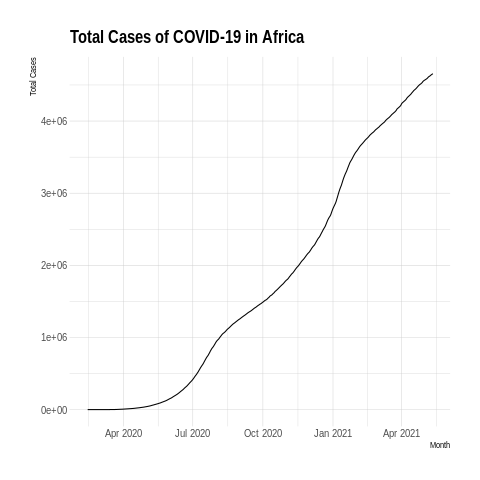 Total Cases of COVID-19 in Africa
Total Cases
4e+06
3e+06
2e+06
1e+06
0e+00
Apr 2020 Jul 2020 Oct 2020 Jan 2021 Apr 2021
Month